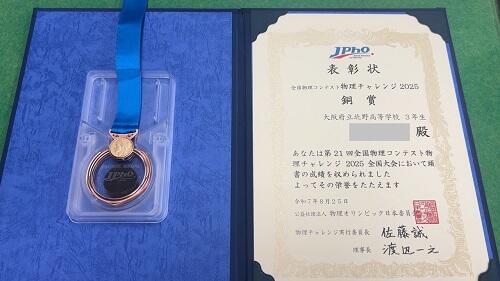 JPhO
JPhO
表彰状
全国物理コンテスト 物理チャレンジ2025
銅賞
大阪府立茨野高等学校 3年生
殿
あなたは第21回全国物理コンテスト物
理チャレンジ2025全国大会において頭
書の成績を収められました
よってその栄誉をたたえます
令和7年8月25日
公益社団法人 物理オリンピック日本委員会
物理チャレンジ実行委員長 佐藤誠
理事長 渡辺一之